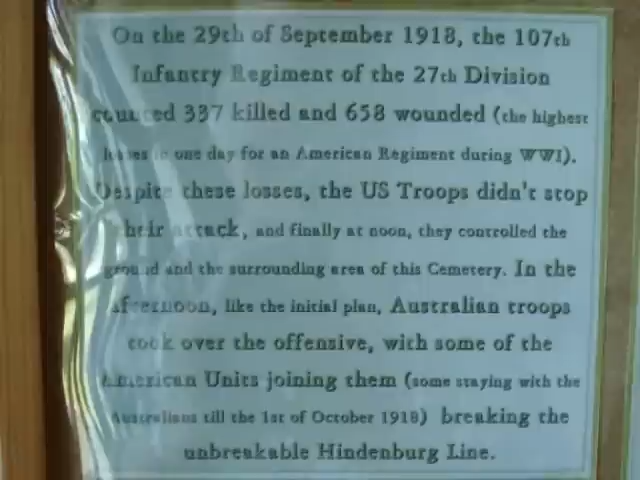 On the 29th of September 1918, the 107th
Infantry Regiment of the 27th Division
counted 337 killed and 658 wounded (the highest
losses in one day for an American Regiment during WWI).
Despite these losses, the US Troops didn't stop
their attack, and finally at noon, they controlled the
ground and the surrounding area of this Cemetery. In the
afternoon, like the initial plan, Australian troops
took over the offensive, with some of the
American Units joining them (some staying with the
Australians till the 1st of October 1918) breaking the
unbreakable Hindenburg Line.